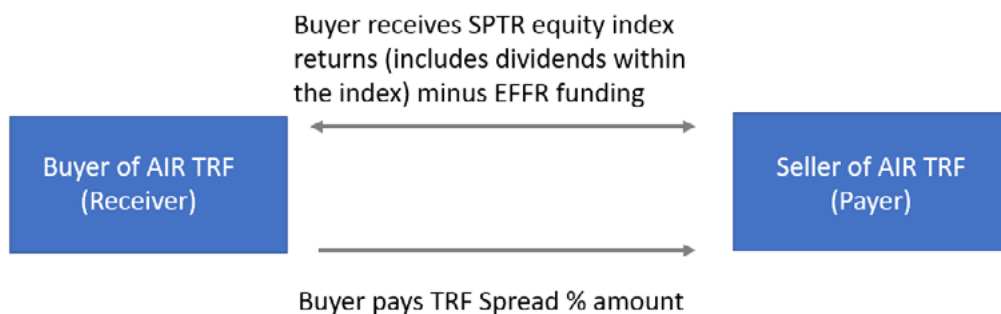 Buyer receives SPTR equity index
returns (includes dividends within
the index) minus EFFR funding
Buyer of AIR TRF
(Receiver)
Seller of AIR TRF
(Payer)
Buyer pays TRF Spread % amount